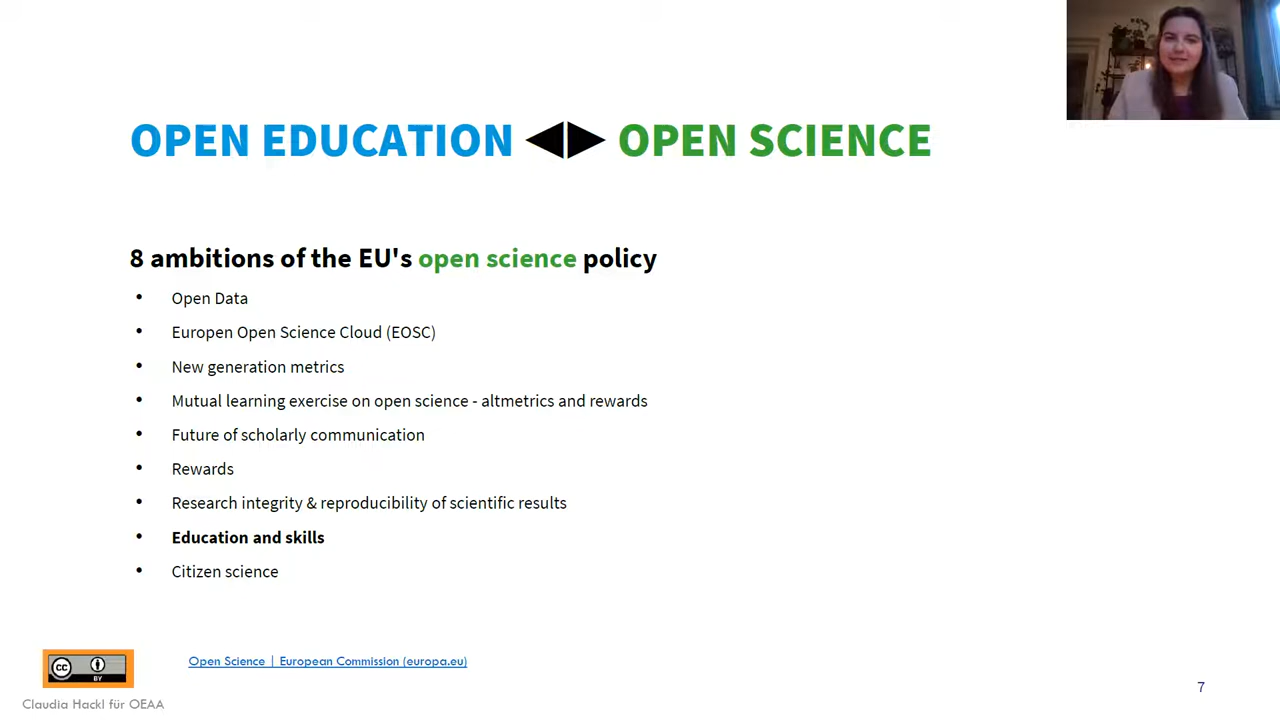 OPEN EDUCATION ◀▶ OPEN SCIENCE
8 ambitions of the EU's open science policy
• Open Data
• Europen Open Science Cloud (EOSC)
• New generation metrics
• Mutual learning exercise on open science - altmetrics and rewards
• Future of scholarly communication
• Rewards
• Research integrity & reproducibility of scientific results
• Education and skills
• Citizen science
Open Science | European Commission (europa.eu)
CC BY
Claudia Hackl für OEAA
7